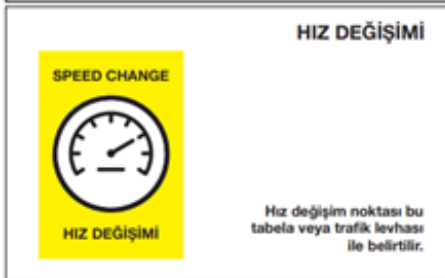 HIZ DEĞİŞİMİ
SPEED CHANGE
HIZ DEĞİŞİMİ
Hız değişim noktası bu
tabela veya trafik levhası
ile belirtilir.